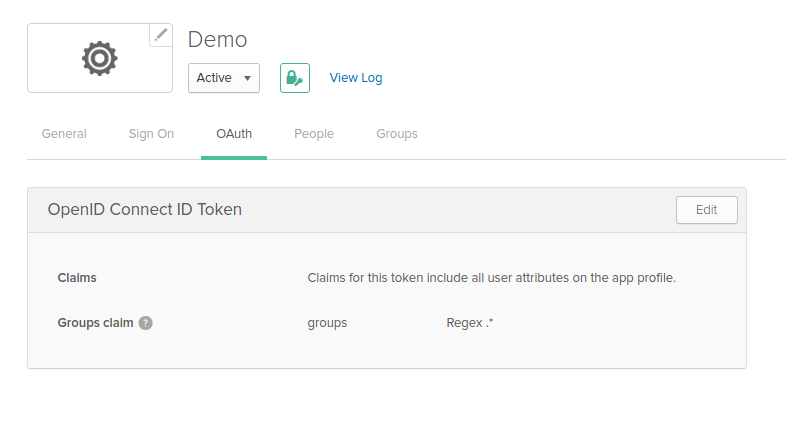 Demo
Active
View Log
General Sign On OAuth People Groups
OpenID Connect ID Token Edit
Claims Claims for this token include all user attributes on the app profile.
Groups claim ? groups Regex .*